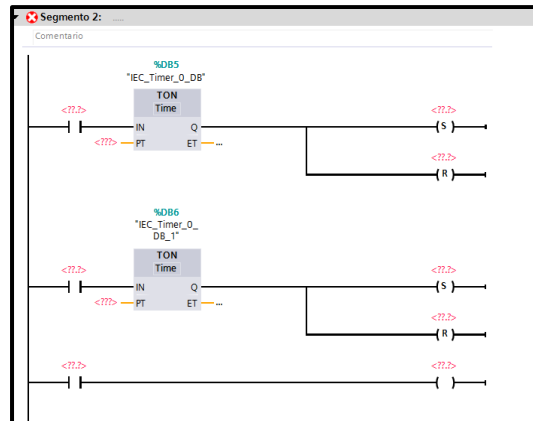 Segmento 2: .....
Comentario
%DB5
"IEC_Timer_0_DB"
TON
Time
<??.?>
IN
Q
<??.?>
S
<???>
PT
ET
...
<??.?>
R
%DB6
"IEC_Timer_0_
DB_1"
TON
Time
<??.?>
IN
Q
<??.?>
S
<???>
PT
ET
...
<??.?>
R
<??.?>
<??.?>